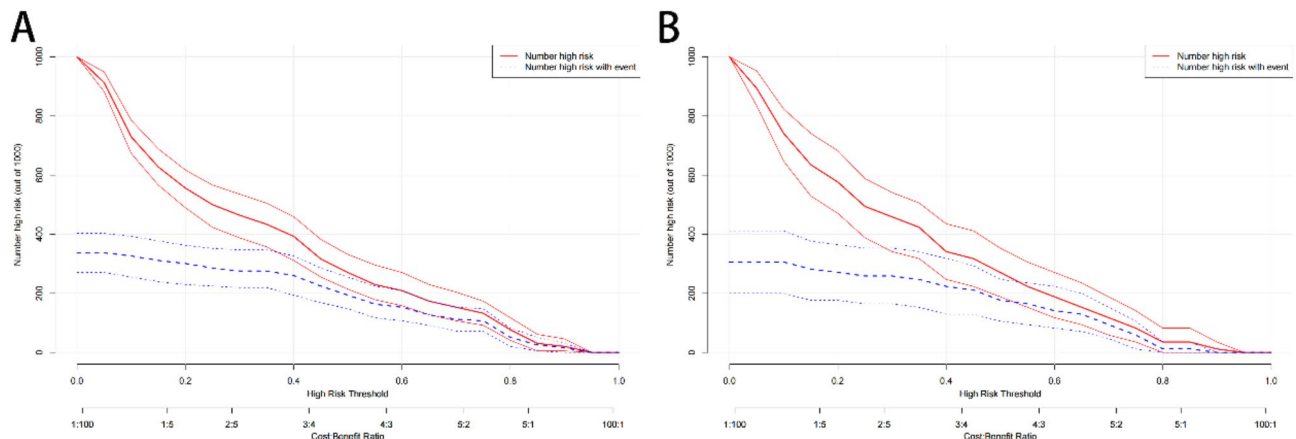 A
Number high risk
Number high risk with event
Number high risk (out of 1000)
1000
800
600
400
200
0
0.0 0.2 0.4 0.6 0.8 1.0
High Risk Threshold
1:100 1:5 2:5 3:4 4:3 5:2 5:1 100:1
Cost:Benefit Ratio
B
Number high risk
Number high risk with event
Number high risk (out of 1000)
1000
800
600
400
200
0
0.0 0.2 0.4 0.6 0.8 1.0
High Risk Threshold
1:100 1:5 2:5 3:4 4:3 5:2 5:1 100:1
Cost:Benefit Ratio